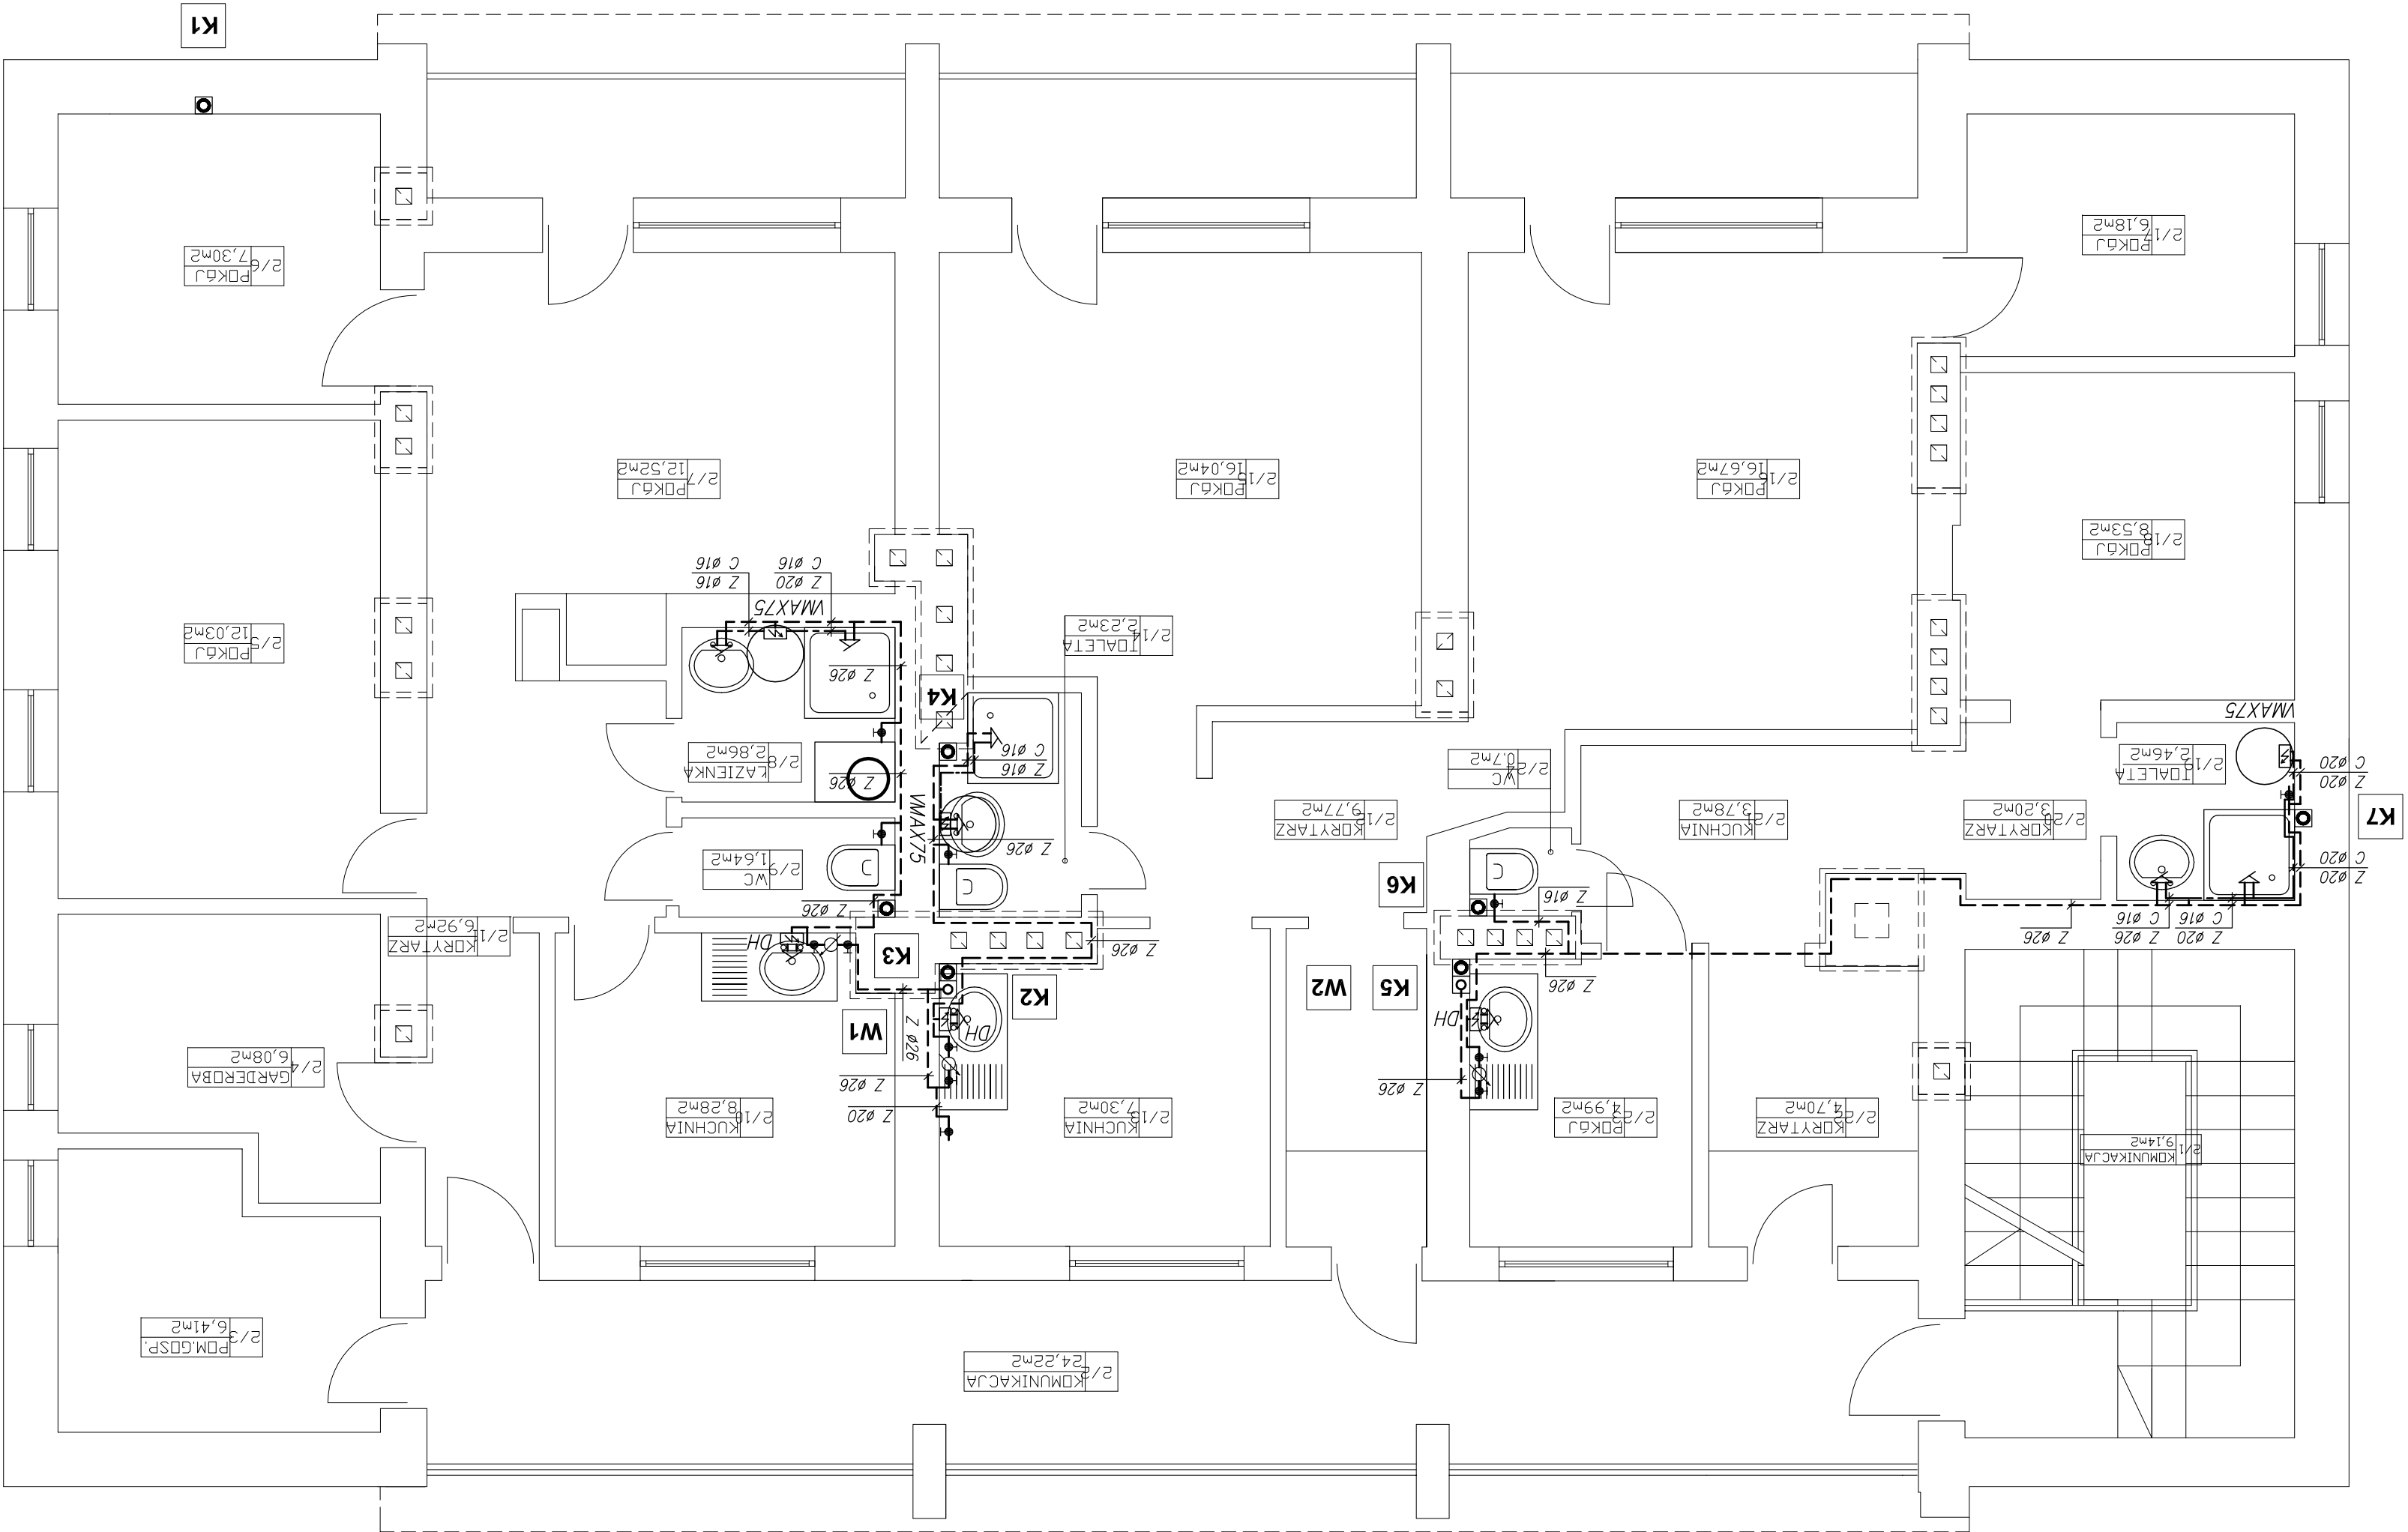 2/2 KOMUNIKACJA
24,22m2
2/3 POM.GOSP.
6,41m2
2/1 KOMUNIKACJA
9,14m2
2/22 KORYTARZ
4,70m2
2/23 POKóJ
4,99m2
2/13 KUCHNIA
7,30m2
2/10 KUCHNIA
8,28m2
Z ø20
Z ø26
Z ø26
2/4 GARDEROBA
6,08m2
DH
DH
Z ø26
W1
K5
W2
K2
Z ø26
K3
DH
Z ø26
Z ø26
C ø16
Z ø20
C ø16
Z ø26
2/11 KORYTARZ
6,92m2
Z ø16
Z ø26
K6
Z ø20
C ø20
2/9 WC
1,64m2
Z ø26
VMAX75
K7
2/20 KORYTARZ
3,20m2
2/21 KUCHNIA
3,78m2
2/12 KORYTARZ
9,77m2
Z ø20
C ø20
2/19 TOALETA
2,46m2
2/24 WC
0.7m2
Z ø16
C ø16
Z ø26
2/8 ŁAZIENKA
2,86m2
VMAX75
K4
Z ø26
2/14 TOALETA
2,23m2
2/5 POKóJ
12,03m2
VMAX75
Z ø20
C ø16
Z ø16
C ø16
2/18 POKóJ
8,53m2
2/16 POKóJ
16,67m2
2/15 POKóJ
16,04m2
2/7 POKóJ
12,52m2
2/17 POKóJ
6,18m2
2/6 POKóJ
7,30m2
K1